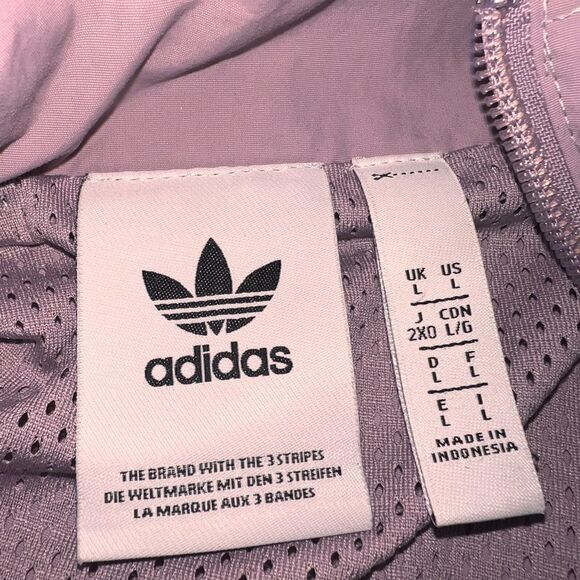 adidas
THE BRAND WITH THE 3 STRIPES
DIE WELTMARKE MIT DEN 3 STREIFEN
LA MARQUE AUX 3 BANDES
UK US
L L
J CDN
2XO L/G
D F
L L
E I
L L
MADE IN
INDONESIA